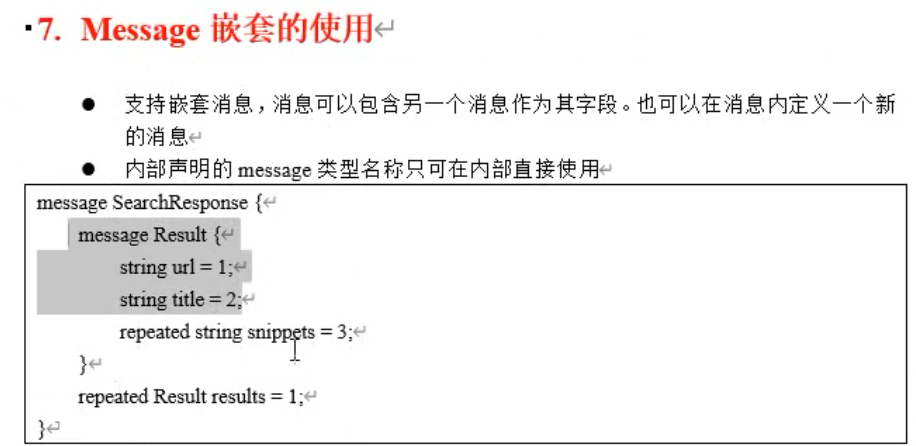 7. Message 嵌套的使用
● 支持嵌套消息，消息可以包含另一个消息作为其字段。也可以在消息内定义一个新
的消息
● 内部声明的 message 类型名称只可在内部直接使用
message SearchResponse {
message Result {
string url = 1;
string title = 2;
repeated string snippets = 3;
}
repeated Result results = 1;
}